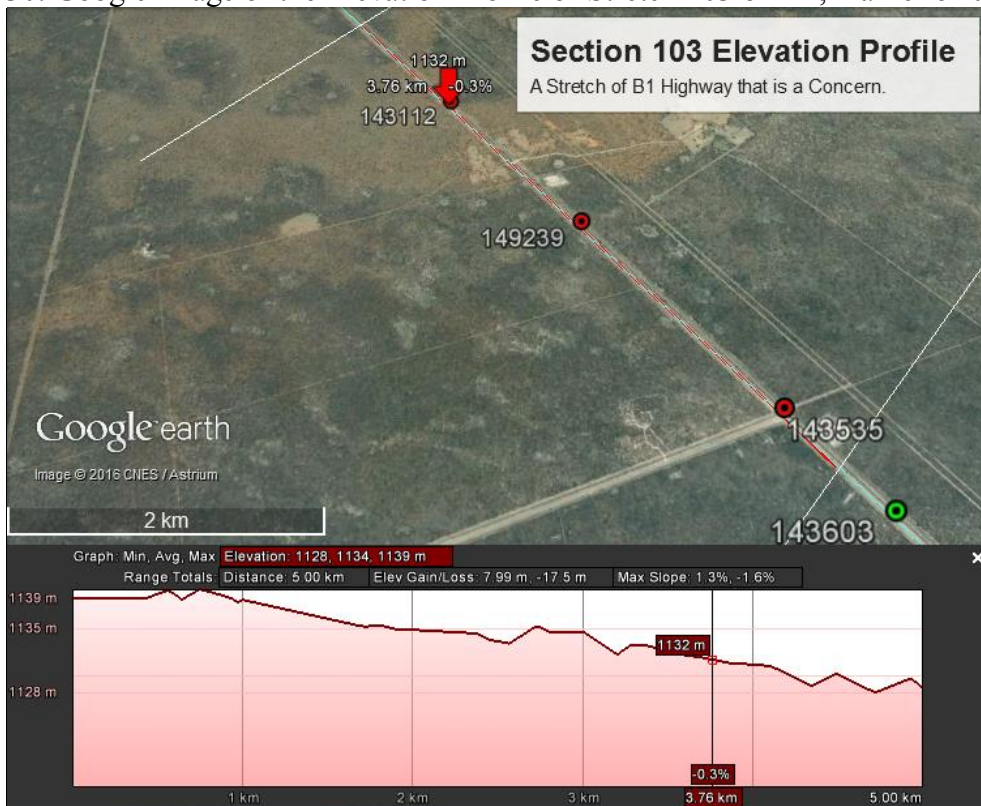 Section 103 Elevation Profile
A Stretch of B1 Highway that is a Concern.
1132 m
3.76 km -0.3%
143112
149239
143535
143603
Google earth
Image © 2016 CNES / Astrium
2 km
Graph: Min, Avg, Max Elevation: 1128, 1134, 1139 m
Range Totals: Distance: 5.00 km Elev Gain/Loss: 7.99 m, -17.5 m Max Slope: 1.3%, -1.6%
1139 m
1135 m
1132 m
1128 m
-0.3%
1 km 2 km 3 km 3.76 km 5.00 km